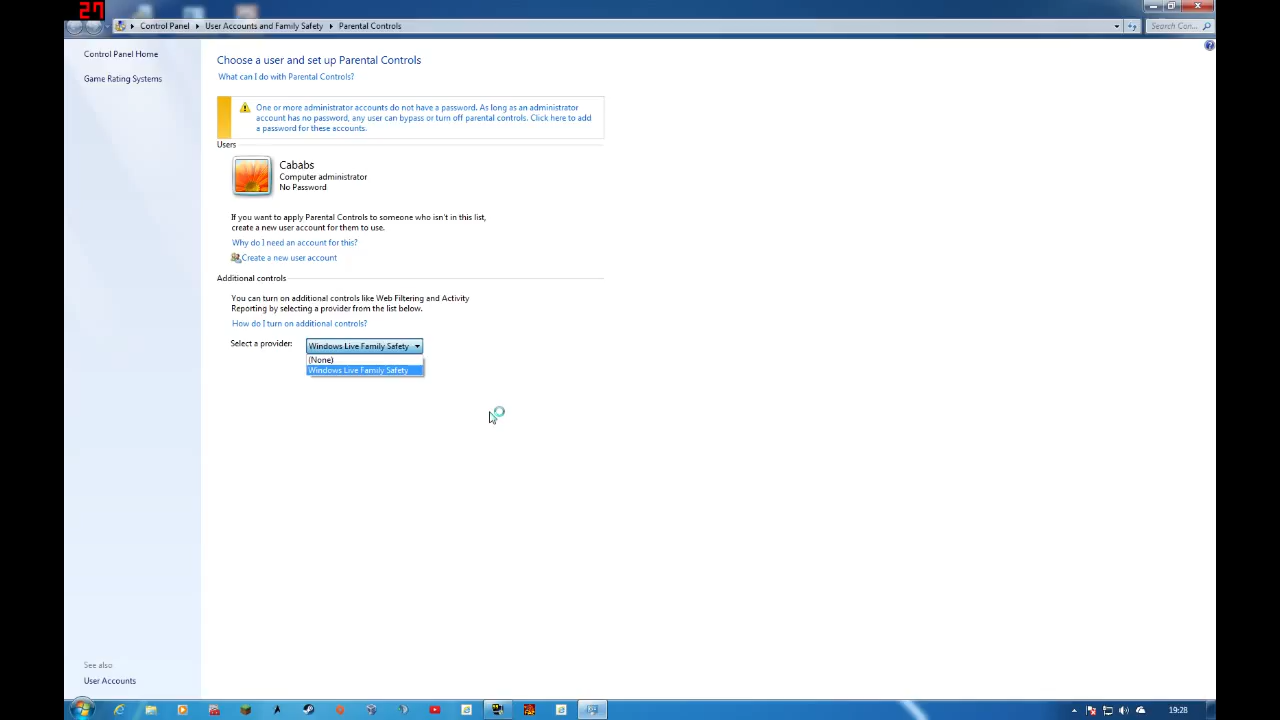 27
Control Panel ▸ User Accounts and Family Safety ▸ Parental Controls
Search Con...
Control Panel Home
Game Rating Systems
Choose a user and set up Parental Controls
What can I do with Parental Controls?
One or more administrator accounts do not have a password. As long as an administrator
account has no password, any user can bypass or turn off parental controls. Click here to add
a password for these accounts.
Users
Cababs
Computer administrator
No Password
If you want to apply Parental Controls to someone who isn't in this list,
create a new user account for them to use.
Why do I need an account for this?
Create a new user account
Additional controls
You can turn on additional controls like Web Filtering and Activity
Reporting by selecting a provider from the list below.
How do I turn on additional controls?
Select a provider: Windows Live Family Safety
(None)
Windows Live Family Safety
See also
User Accounts
19:28